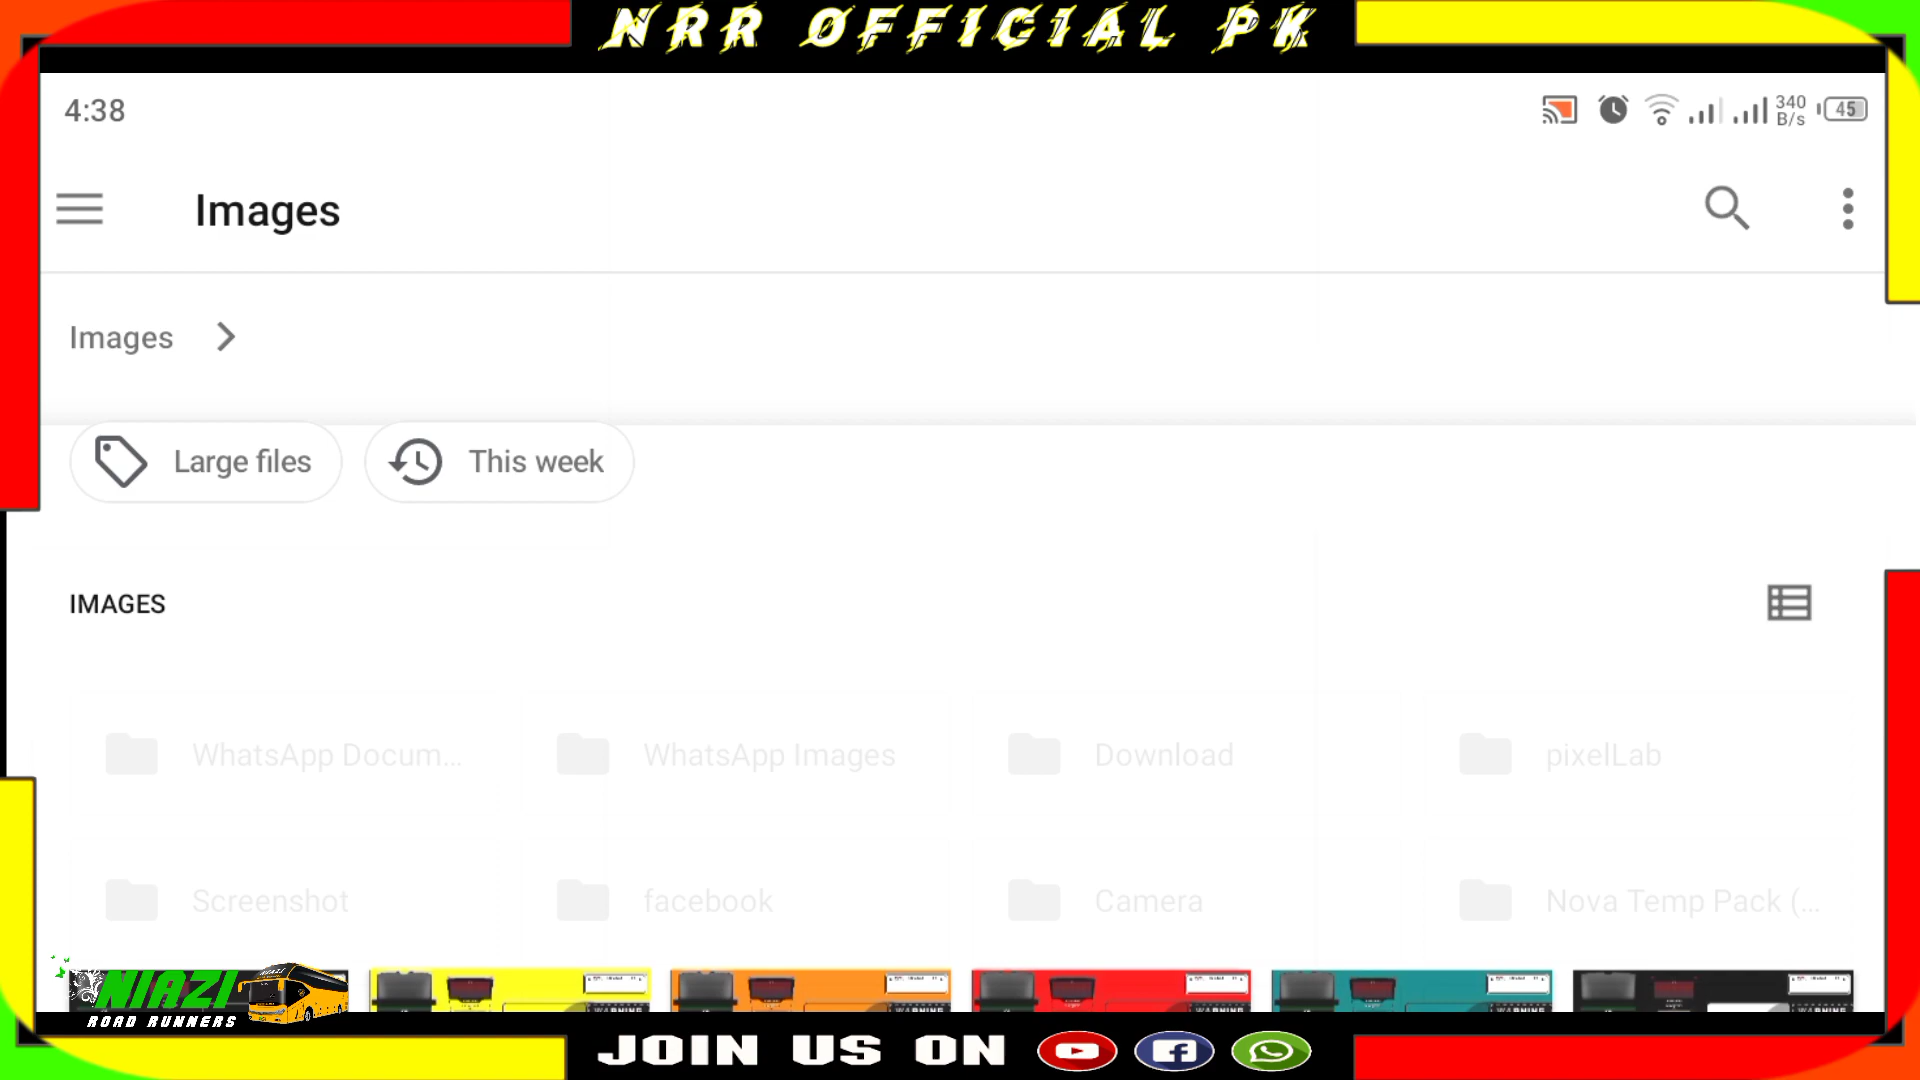 NRR OFFICIAL PK
4:38
340
B/s
45
Images
Images
Large files
This week
IMAGES
WhatsApp Docum...
WhatsApp Images
Download
pixelLab
Screenshot
facebook
Camera
Nova Temp Pack (...
NIAZI
ROAD RUNNERS
JOIN US ON